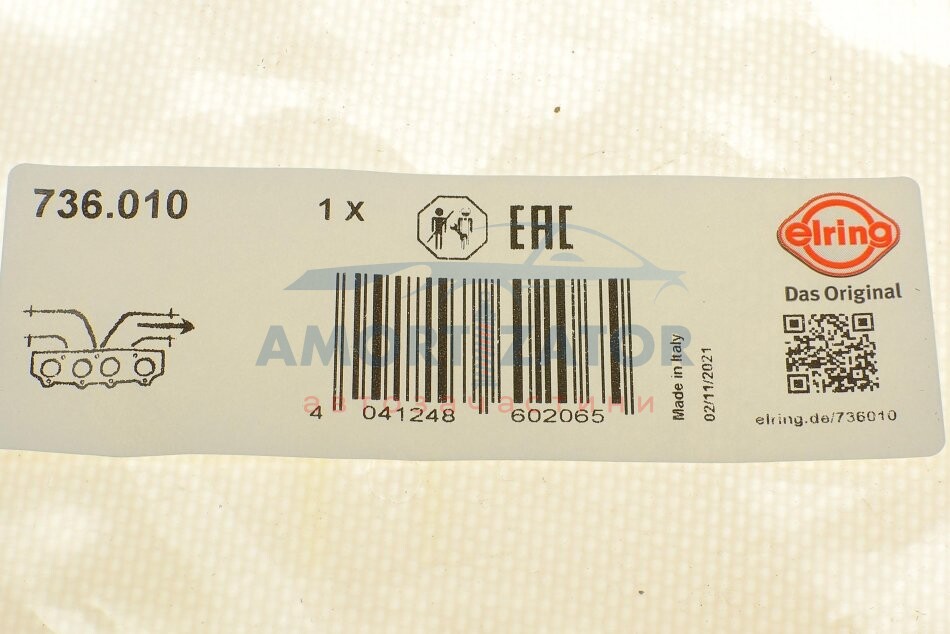 736.010
1 X
EAC
elring
Das Original
AMORTIZATOR
автозапчастини
4 041248 602065
Made in Italy
02/11/2021
elring.de/736010